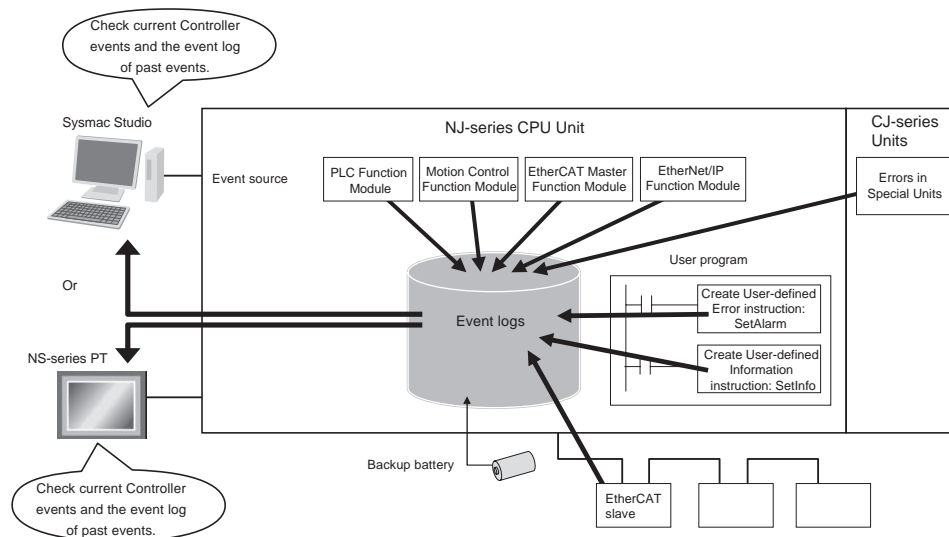 Check current Controller
events and the event log
of past events.
Sysmac Studio
Event source
NJ-series CPU Unit
CJ-series
Units
PLC Function
Module
Motion Control
Function Module
EtherCAT Master
Function Module
EtherNet/IP
Function Module
Errors in
Special Units
Or
Event logs
User program
Create User-defined
Error instruction:
SetAlarm
Create User-defined
Information
instruction: SetInfo
NS-series PT
Backup battery
EtherCAT
slave
Check current Controller
events and the event log
of past events.